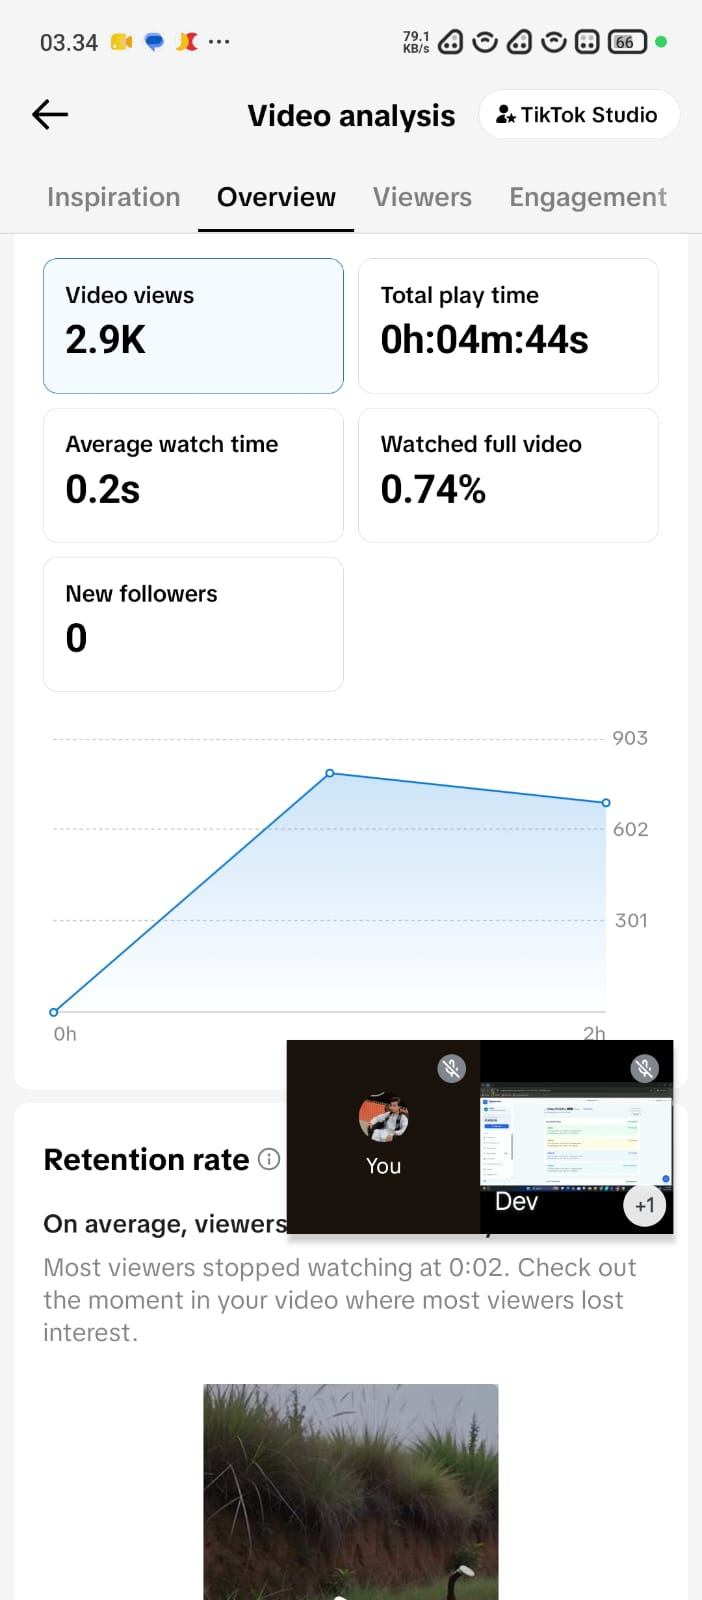 03.34
79.1
KB/s
66
Video analysis
TikTok Studio
Inspiration
Overview
Viewers
Engagement
Video views
2.9K
Total play time
0h:04m:44s
Average watch time
0.2s
Watched full video
0.74%
New followers
0
903
602
301
0h
2h
Retention rate
You
Dev
+1
On average, viewers
Most viewers stopped watching at 0:02. Check out
the moment in your video where most viewers lost
interest.